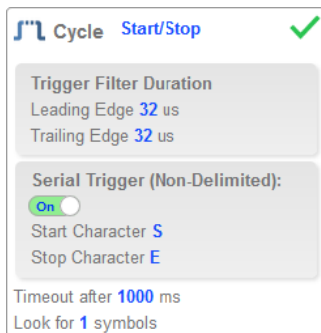 Cycle Start/Stop
Trigger Filter Duration
Leading Edge 32 us
Trailing Edge 32 us
Serial Trigger (Non-Delimited):
On
Start Character S
Stop Character E
Timeout after 1000 ms
Look for 1 symbols